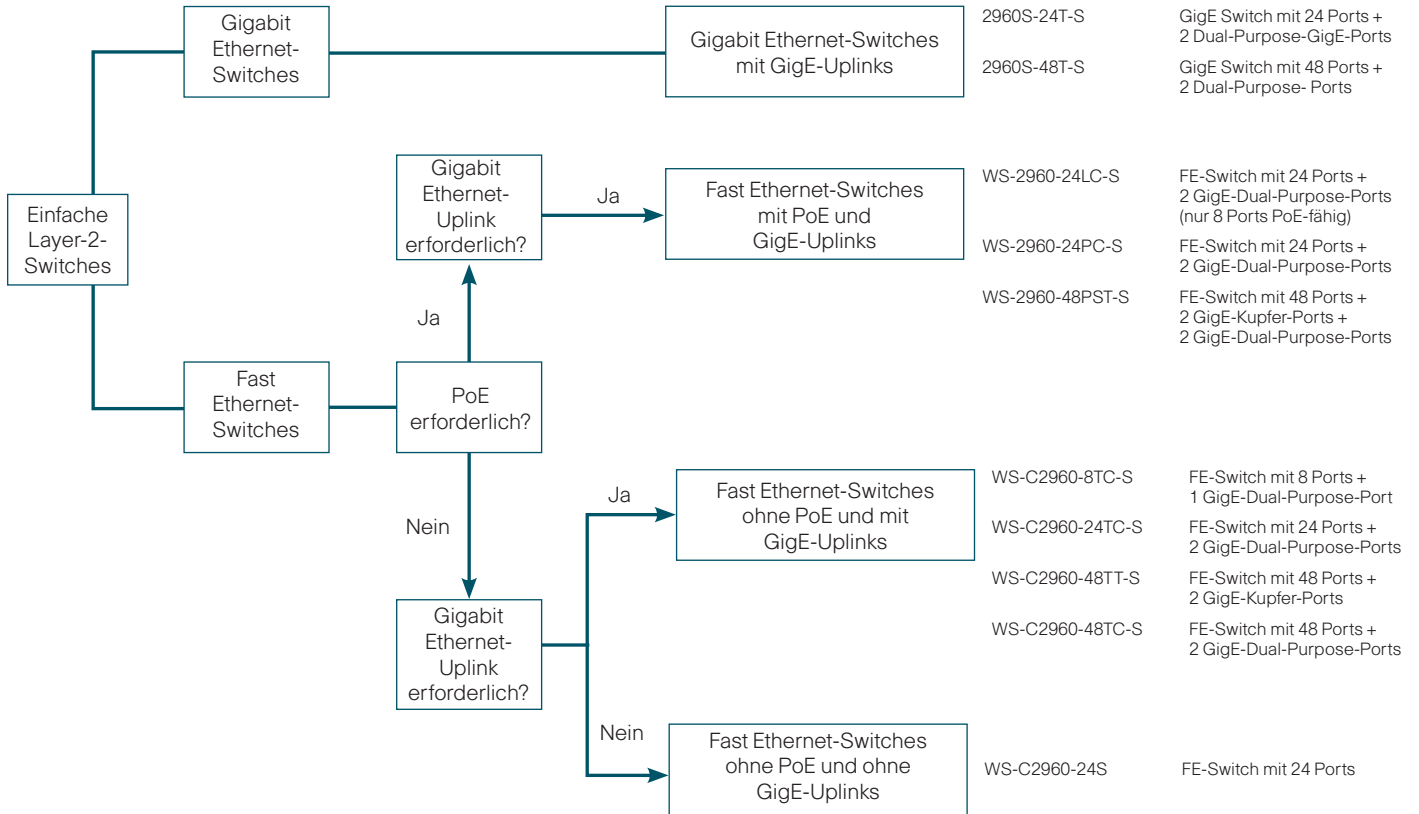 Gigabit
Ethernet-
Switches
Gigabit Ethernet-Switches
mit GigE-Uplinks
2960S-24T-S
GigE Switch mit 24 Ports +
2 Dual-Purpose-GigE-Ports
2960S-48T-S
GigE Switch mit 48 Ports +
2 Dual-Purpose- Ports
Einfache
Layer-2-
Switches
Gigabit
Ethernet-
Uplink
erforderlich?
Ja
Fast Ethernet-Switches
mit PoE und
GigE-Uplinks
WS-2960-24LC-S
FE-Switch mit 24 Ports +
2 GigE-Dual-Purpose-Ports
(nur 8 Ports PoE-fähig)
WS-2960-24PC-S
FE-Switch mit 24 Ports +
2 GigE-Dual-Purpose-Ports
WS-2960-48PST-S
FE-Switch mit 48 Ports +
2 GigE-Kupfer-Ports +
2 GigE-Dual-Purpose-Ports
Ja
Fast
Ethernet-
Switches
PoE
erforderlich?
Nein
Gigabit
Ethernet-
Uplink
erforderlich?
Ja
Fast Ethernet-Switches
ohne PoE und mit
GigE-Uplinks
WS-C2960-8TC-S
FE-Switch mit 8 Ports +
1 GigE-Dual-Purpose-Port
WS-C2960-24TC-S
FE-Switch mit 24 Ports +
2 GigE-Dual-Purpose-Ports
WS-C2960-48TT-S
FE-Switch mit 48 Ports +
2 GigE-Kupfer-Ports
WS-C2960-48TC-S
FE-Switch mit 48 Ports +
2 GigE-Dual-Purpose-Ports
Nein
Fast Ethernet-Switches
ohne PoE und ohne
GigE-Uplinks
WS-C2960-24S
FE-Switch mit 24 Ports